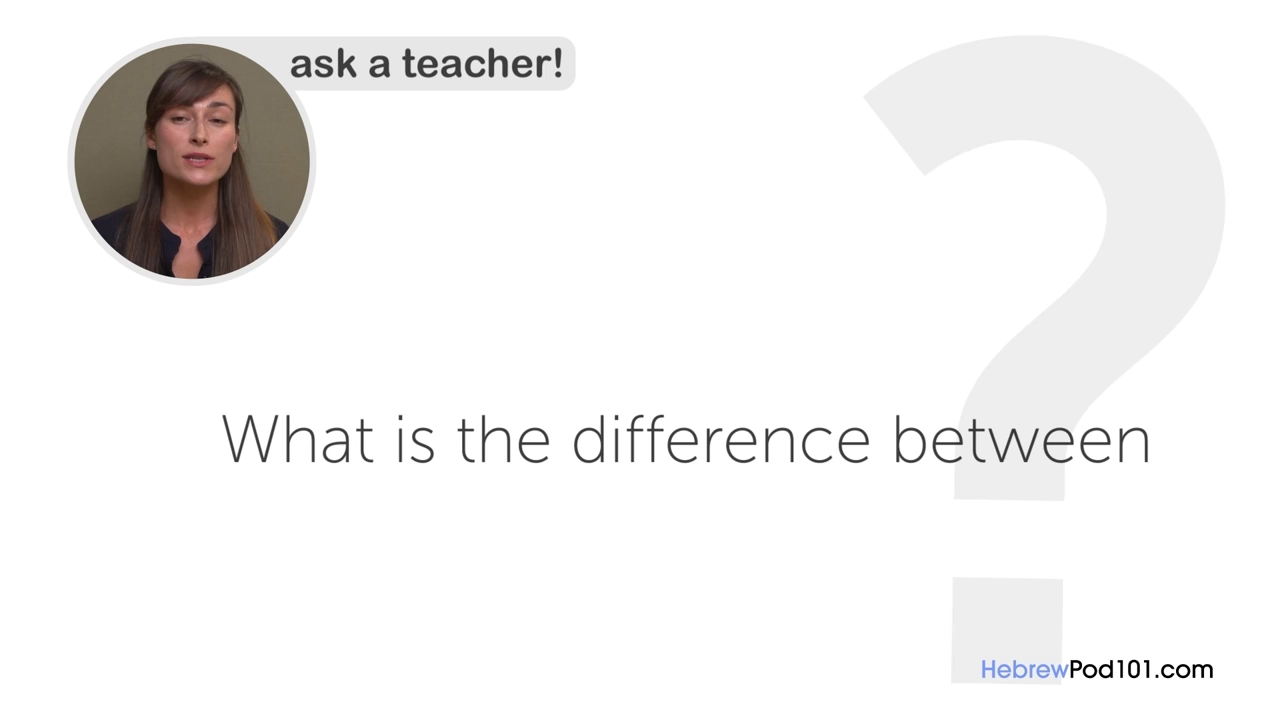 ask a teacher!
What is the difference between
HebrewPod101.com